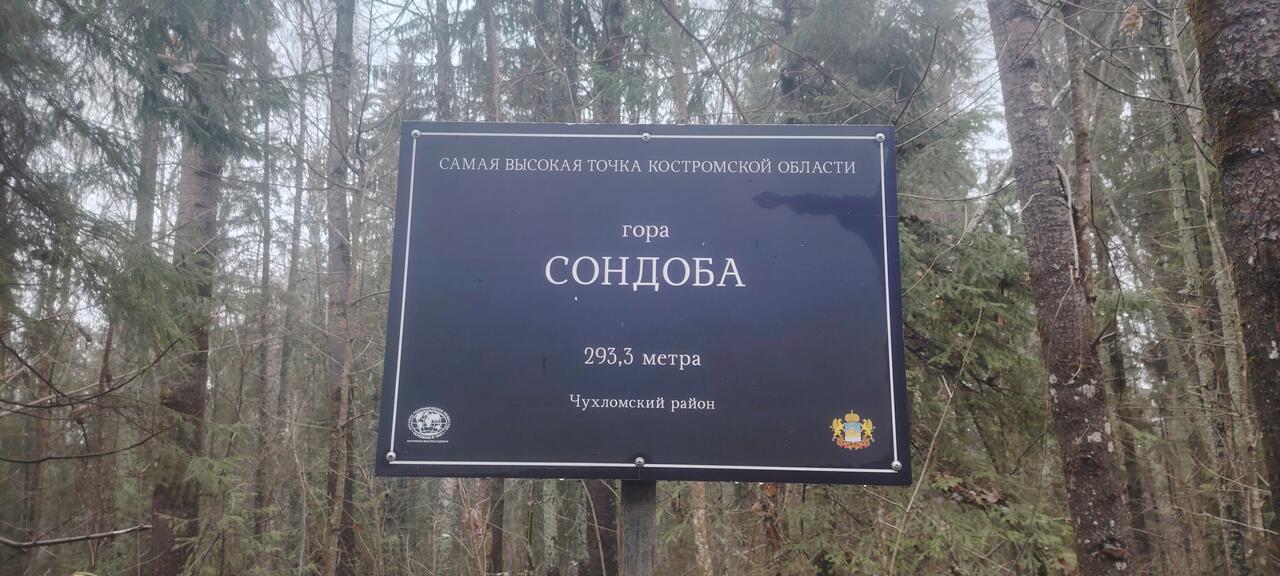 САМАЯ ВЫСОКАЯ ТОЧКА КОСТРОМСКОЙ ОБЛАСТИ
гора
СОНДОБА
293,3 метра
Чухломский район